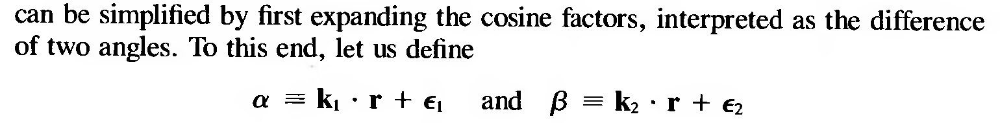 can be simplified by first expanding the cosine factors, interpreted as the difference
of two angles. To this end, let us define
α ≡ k₁ · r + ϵ₁ and β ≡ k₂ · r + ϵ₂